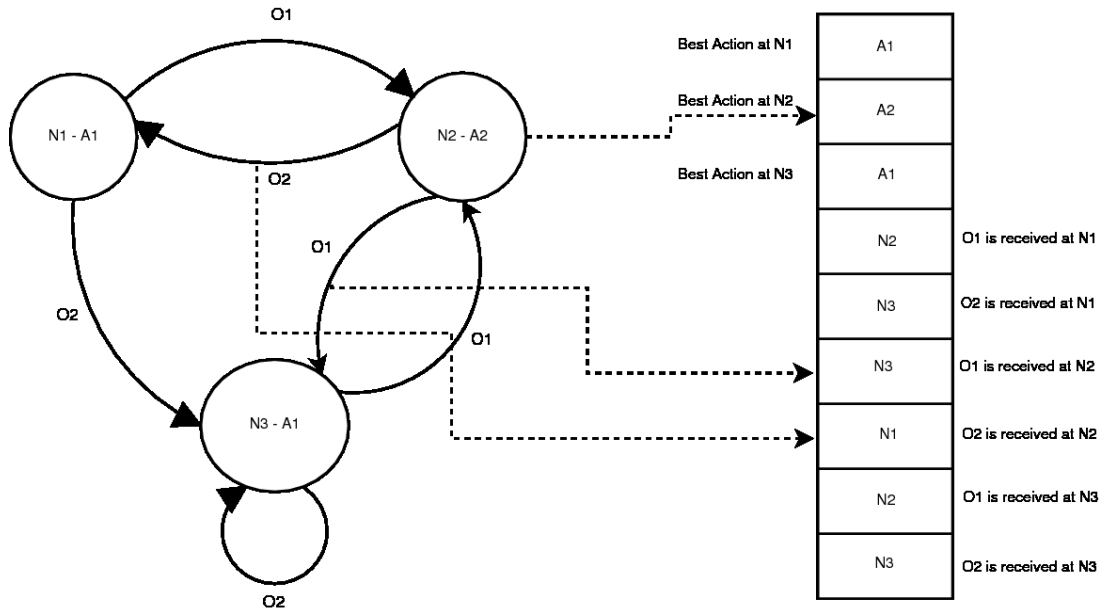 O1
N1 - A1
N2 - A2
O2
O1
O2
O1
N3 - A1
O2
Best Action at N1
A1
Best Action at N2
A2
Best Action at N3
A1
N2
O1 is received at N1
N3
O2 is received at N1
N3
O1 is received at N2
N1
O2 is received at N2
N2
O1 is received at N3
N3
O2 is received at N3